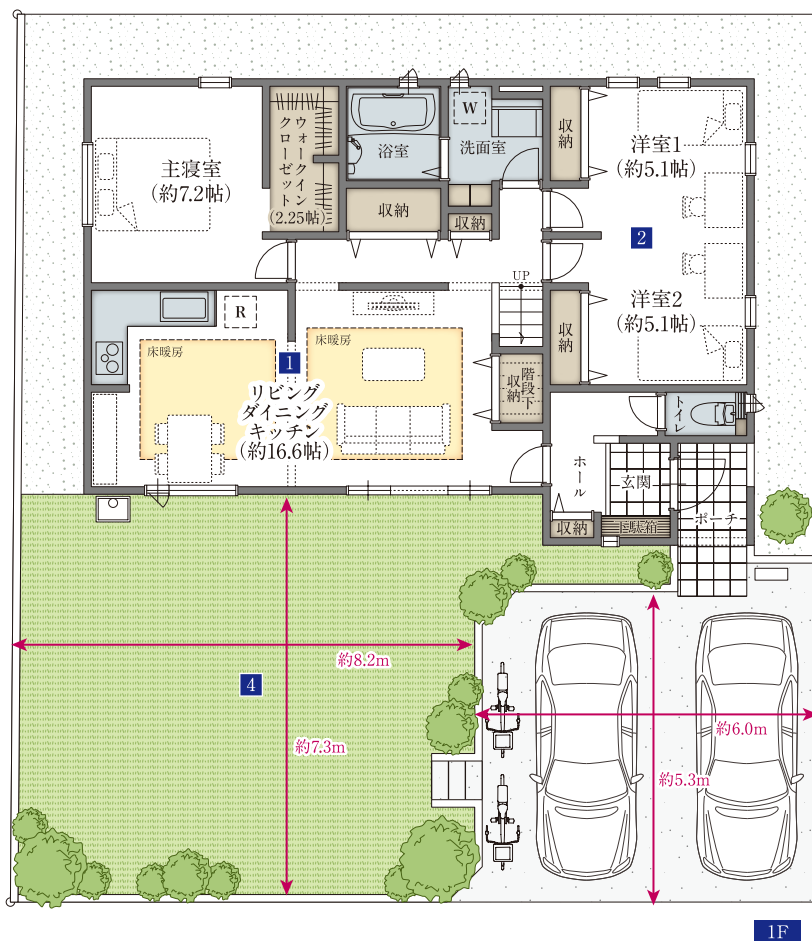 主寝室
(約7.2帖)
ウォークイン
クローゼット
(2.25帖)
浴室
W
洗面室
収納
洋室1
(約5.1帖)
収納
収納
2
UP
洋室2
(約5.1帖)
収納
R
床暖房
床暖房
1
リビング
ダイニング
キッチン
(約16.6帖)
階段下
収納
トイレ
ホール
玄関
ポーチ
収納
下駄箱
約8.2m
4
約7.3m
約6.0m
約5.3m
1F